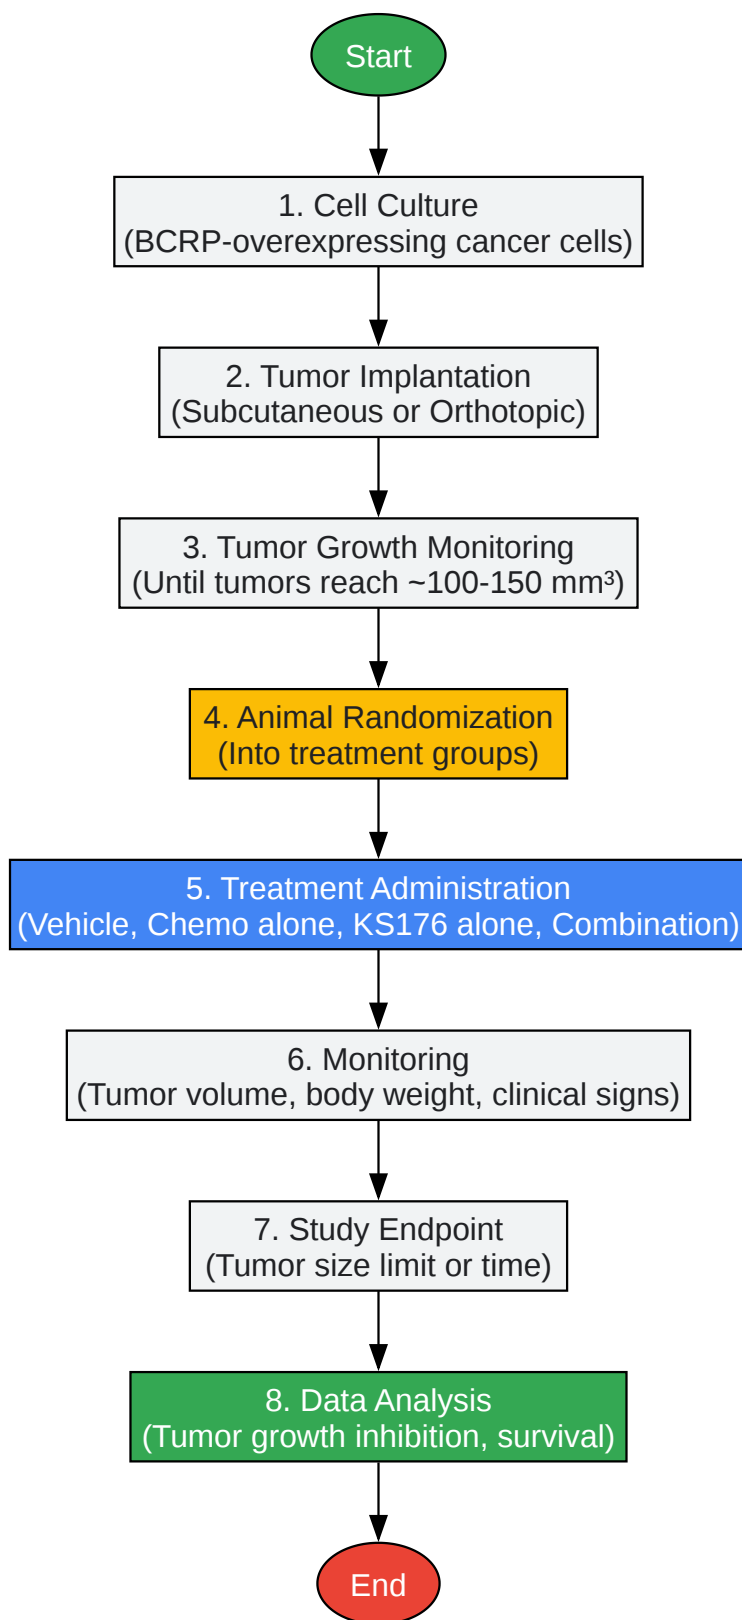 Start
1. Cell Culture
(BCRP-overexpressing cancer cells)
2. Tumor Implantation
(Subcutaneous or Orthotopic)
3. Tumor Growth Monitoring
(Until tumors reach ~100-150 mm³)
4. Animal Randomization
(Into treatment groups)
5. Treatment Administration
(Vehicle, Chemo alone, KS176 alone, Combination)
6. Monitoring
(Tumor volume, body weight, clinical signs)
7. Study Endpoint
(Tumor size limit or time)
8. Data Analysis
(Tumor growth inhibition, survival)
End